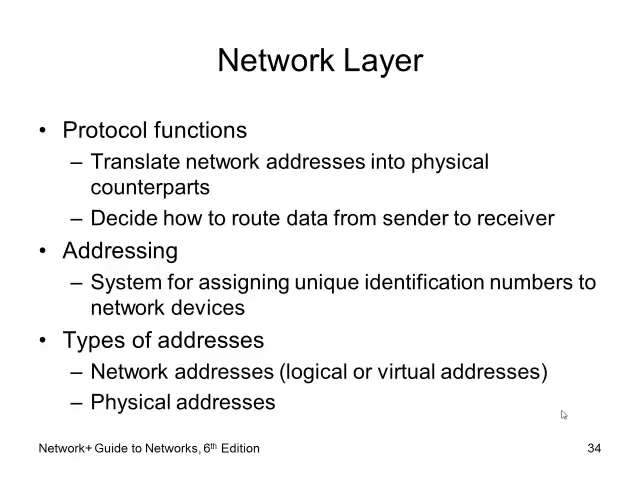 Network Layer
• Protocol functions
– Translate network addresses into physical
counterparts
– Decide how to route data from sender to receiver
• Addressing
– System for assigning unique identification numbers to
network devices
• Types of addresses
– Network addresses (logical or virtual addresses)
– Physical addresses
Network+ Guide to Networks, 6th Edition 34